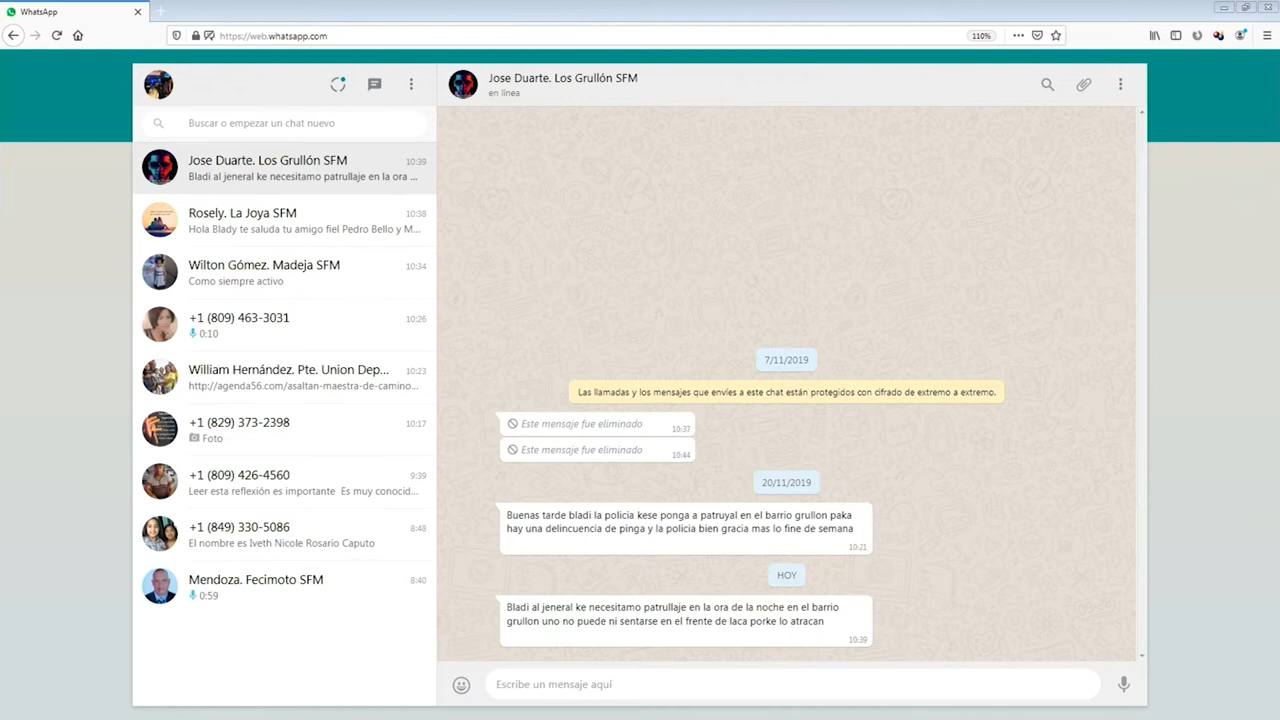 WhatsApp
https://web.whatsapp.com
110%
Buscar o empezar un chat nuevo
Jose Duarte. Los Grullón SFM
10:39
Bladi al jeneral ke necesitamo patrullaje en la ora ...
Rosely. La Joya SFM
10:38
Hola Blady te saluda tu amigo fiel Pedro Bello y M...
Wilton Gómez. Madeja SFM
10:34
Como siempre activo
+1 (809) 463-3031
10:26
0:10
William Hernández. Pte. Union Dep...
10:23
http://agenda56.com/asaltan-maestra-de-camino...
+1 (829) 373-2398
10:17
Foto
+1 (809) 426-4560
9:39
Leer esta reflexión es importante Es muy conocid...
+1 (849) 330-5086
8:48
El nombre es Iveth Nicole Rosario Caputo
Mendoza. Fecimoto SFM
8:40
0:59
Jose Duarte. Los Grullón SFM
en línea
7/11/2019
Las llamadas y los mensajes que envíes a este chat están protegidos con cifrado de extremo a extremo.
Este mensaje fue eliminado
10:37
Este mensaje fue eliminado
10:44
20/11/2019
Buenas tarde bladi la policia kese ponga a patruyal en el barrio grullon paka
hay una delincuencia de pinga y la policia bien gracia mas lo fine de semana
10:21
HOY
Bladi al jeneral ke necesitamo patrullaje en la ora de la noche en el barrio
grullon uno no puede ni sentarse en el frente de laca porke lo atracan
10:39
Escribe un mensaje aquí